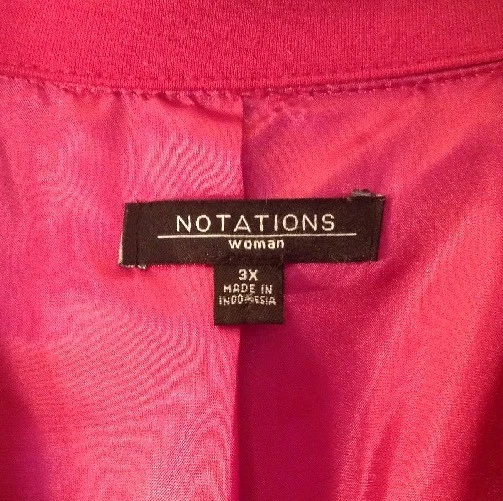 NOTATIONS
woman
3X
MADE IN
INDONESIA